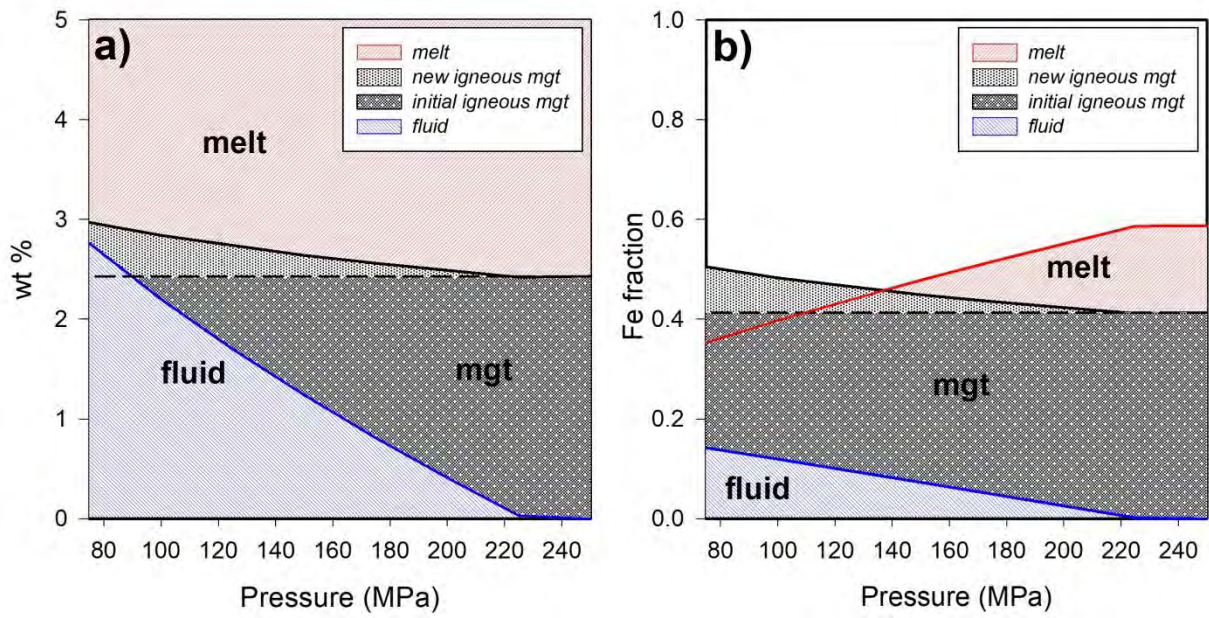 a)
melt
new igneous mgt
initial igneous mgt
fluid
melt
fluid
mgt
wt %
5
4
3
2
1
0
80 100 120 140 160 180 200 220 240
Pressure (MPa)
b)
melt
new igneous mgt
initial igneous mgt
fluid
melt
mgt
fluid
Fe fraction
1.0
0.8
0.6
0.4
0.2
0.0
80 100 120 140 160 180 200 220 240
Pressure (MPa)